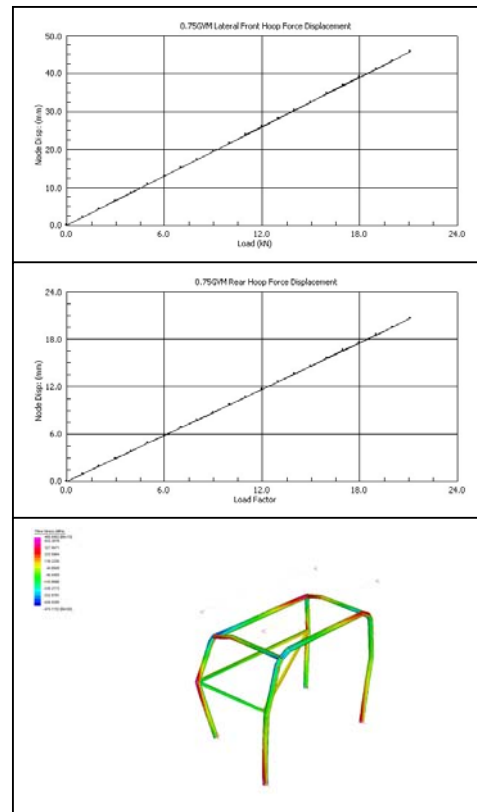 0.75GVM Lateral Front Hoop Force Displacement
50.0
40.0
30.0
20.0
10.0
0.0
Node Disp: (mm)
0.0 6.0 12.0 18.0 24.0
Load (kN)
0.75GVM Rear Hoop Force Displacement
24.0
18.0
12.0
6.0
0.0
Node Disp: (mm)
0.0 6.0 12.0 18.0 24.0
Load Factor